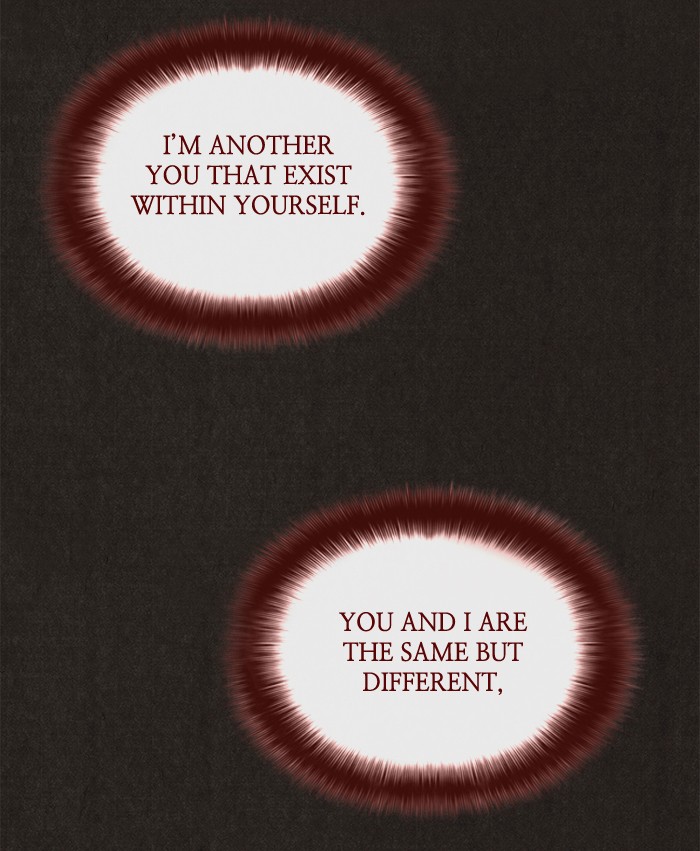 I'M ANOTHER
YOU THAT EXIST
WITHIN YOURSELF.
YOU AND I ARE
THE SAME BUT
DIFFERENT,